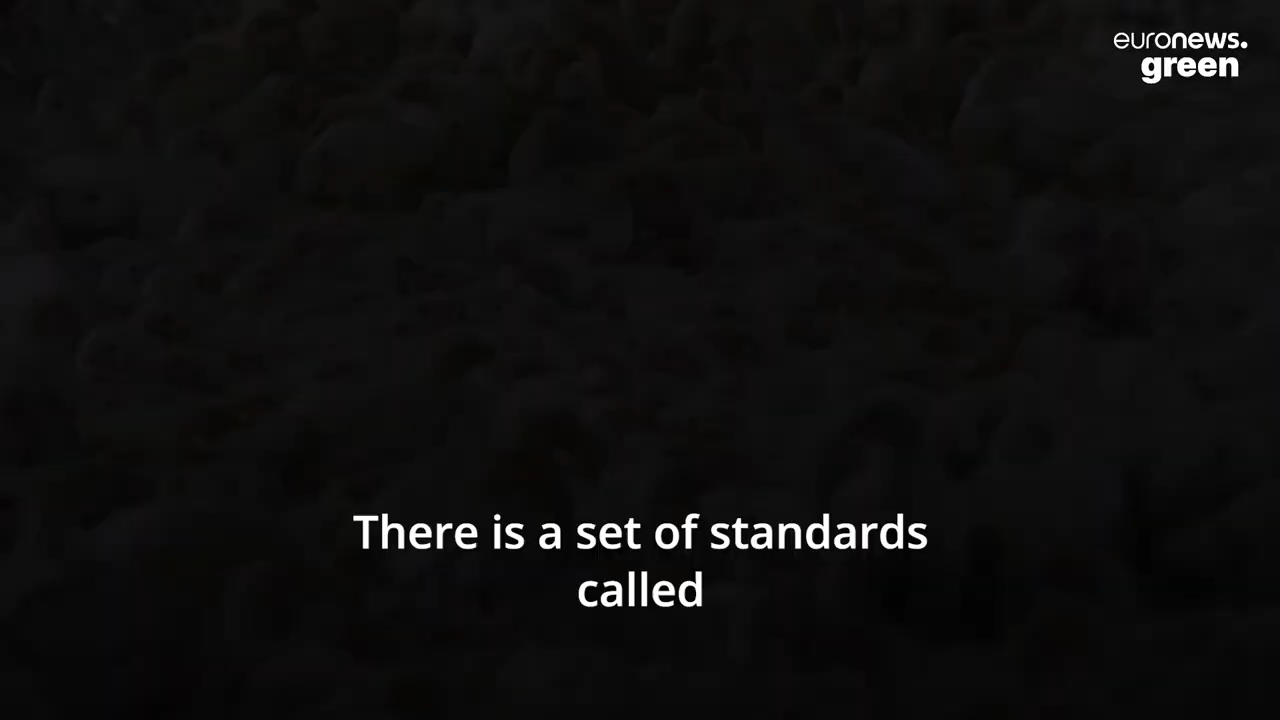 euronews.
green
There is a set of standards
called